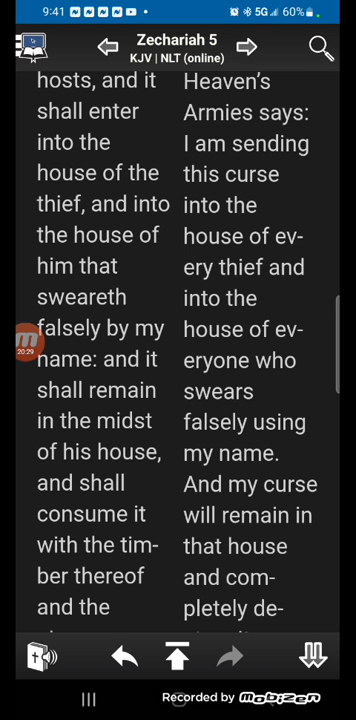 9:41
5G 60%
Zechariah 5
KJV | NLT (online)
hosts, and it
shall enter
into the
house of the
thief, and into
the house of
him that
sweareth
falsely by my
name: and it
shall remain
in the midst
of his house,
and shall
consume it
with the tim-
ber thereof
and the
Heaven's
Armies says:
I am sending
this curse
into the
house of ev-
ery thief and
into the
house of ev-
eryone who
swears
falsely using
my name.
And my curse
will remain in
that house
and com-
pletely de-
20:29
Recorded by mobizen